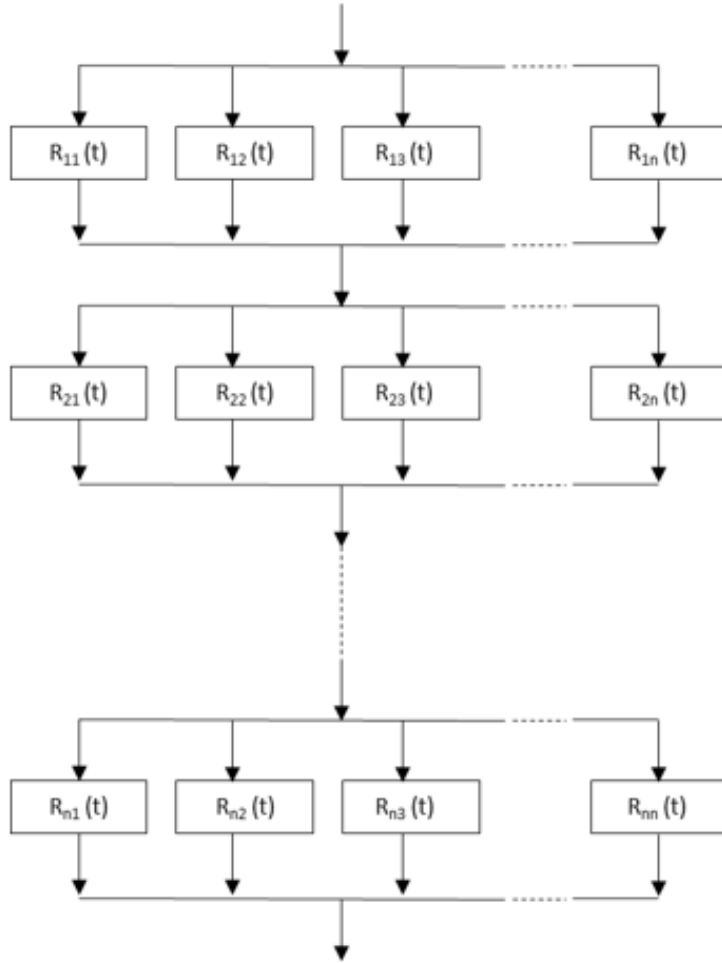 R₁₁(t) R₁₂(t) R₁₃(t) R₁ₙ(t)
R₂₁(t) R₂₂(t) R₂₃(t) R₂ₙ(t)
Rₙ₁(t) Rₙ₂(t) Rₙ₃(t) Rₙₙ(t)